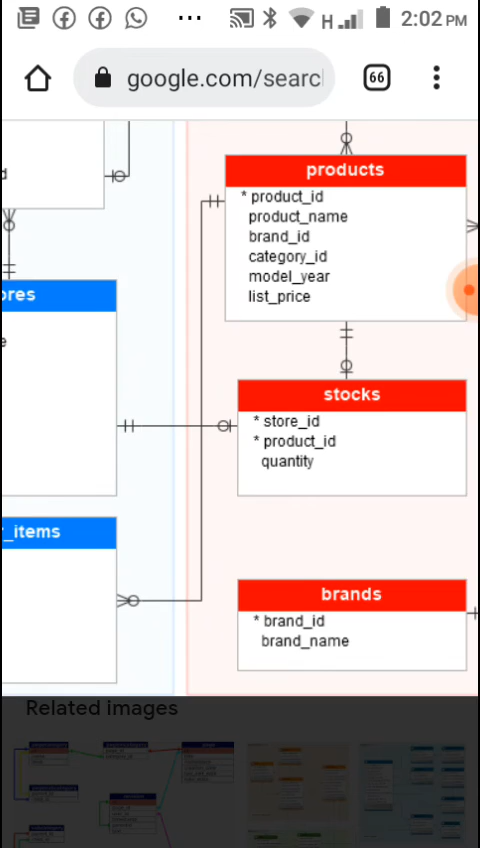 H
2:02 PM
google.com/searc
66
d
products
* product_id
product_name
brand_id
category_id
model_year
list_price
ores
e
stocks
* store_id
* product_id
quantity
_items
brands
* brand_id
brand_name
Related images